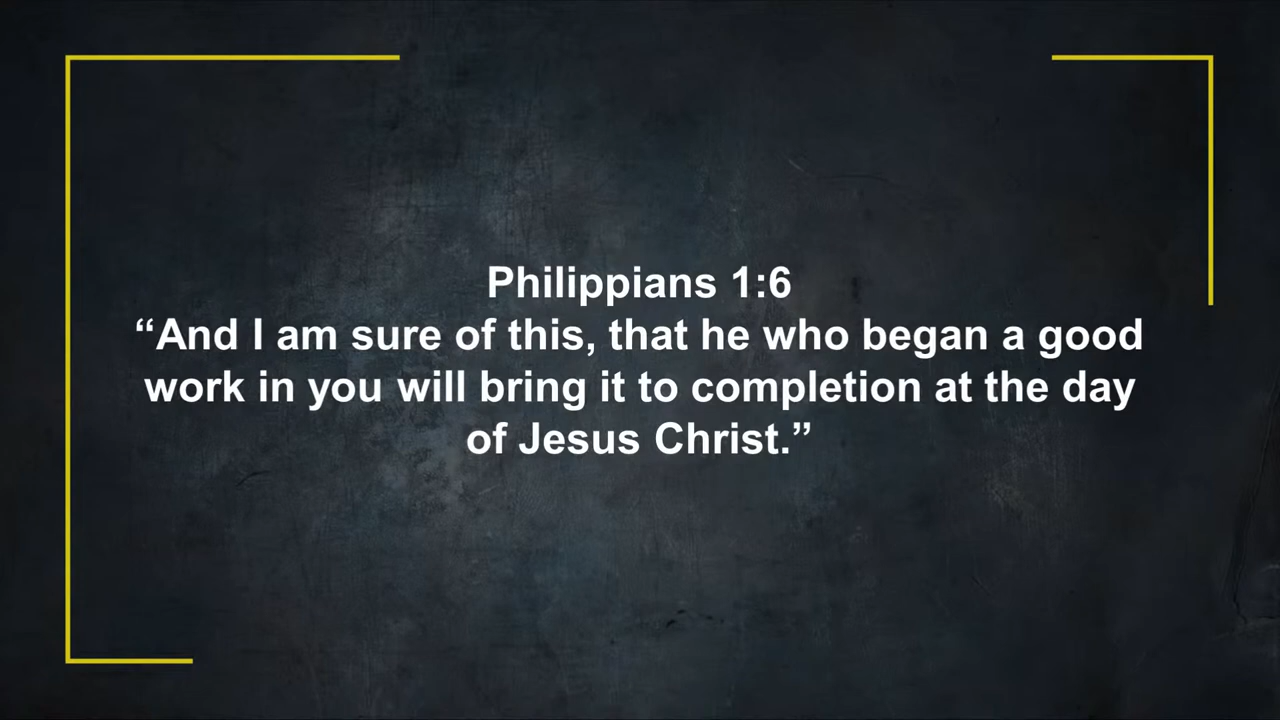 Philippians 1:6
“And I am sure of this, that he who began a good
work in you will bring it to completion at the day
of Jesus Christ.”